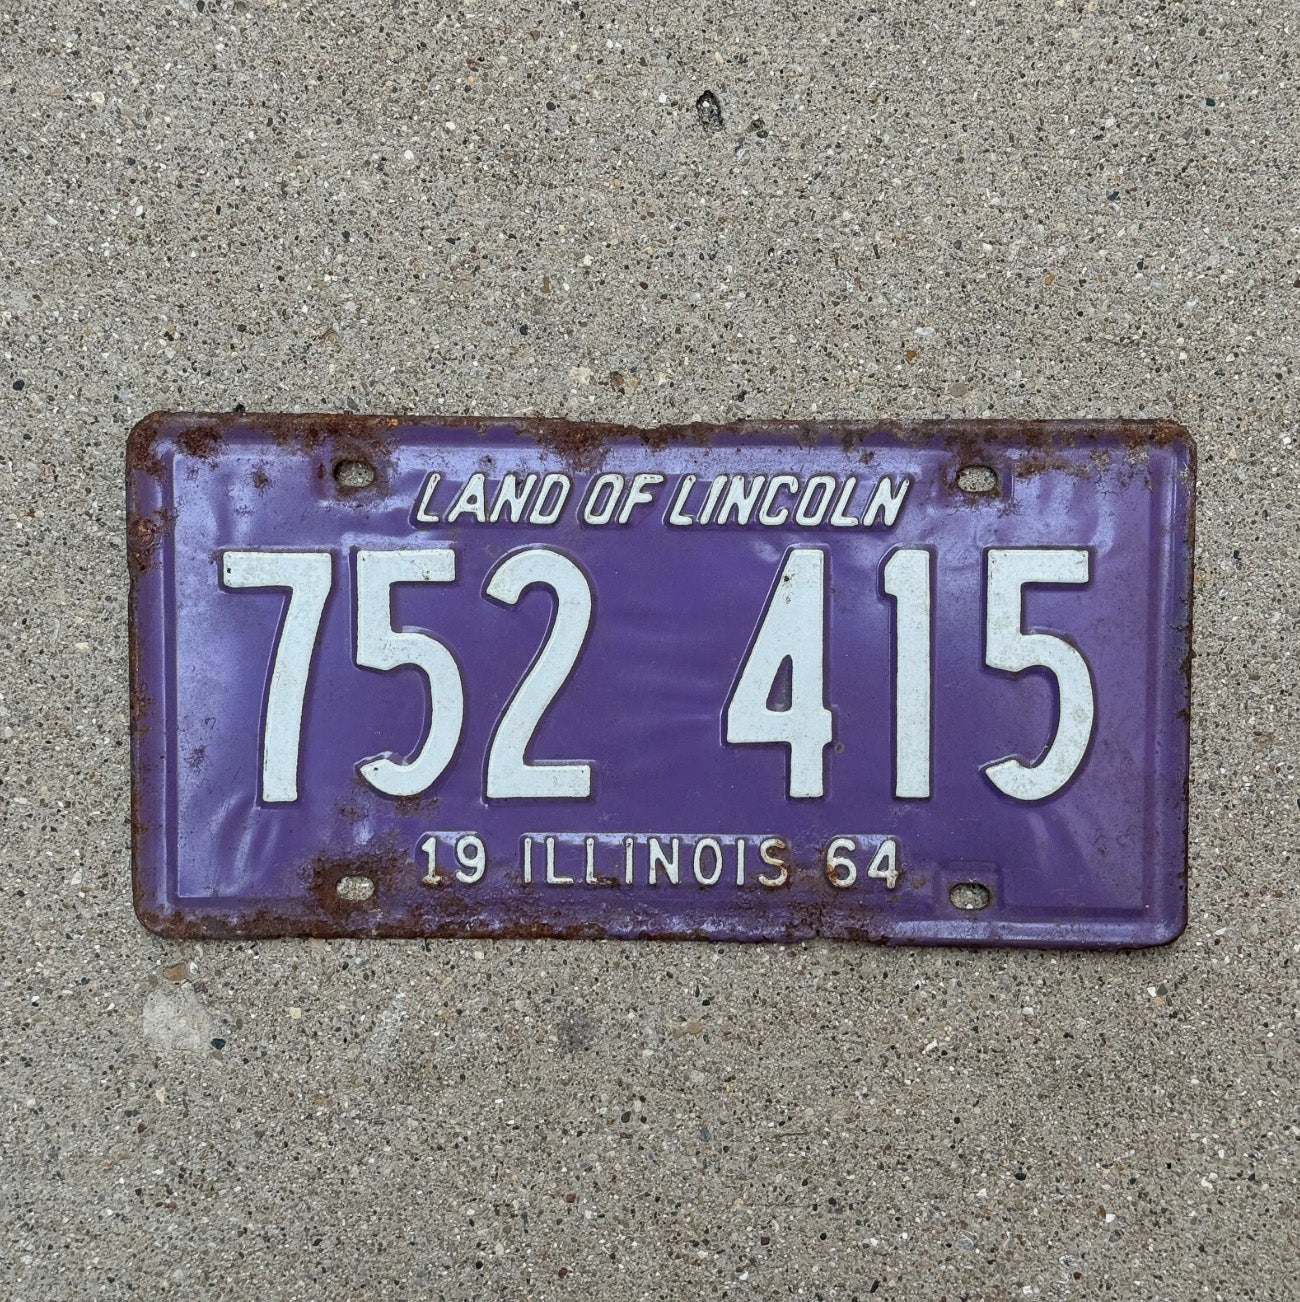 LAND OF LINCOLN
752 415
19 ILLINOIS 64